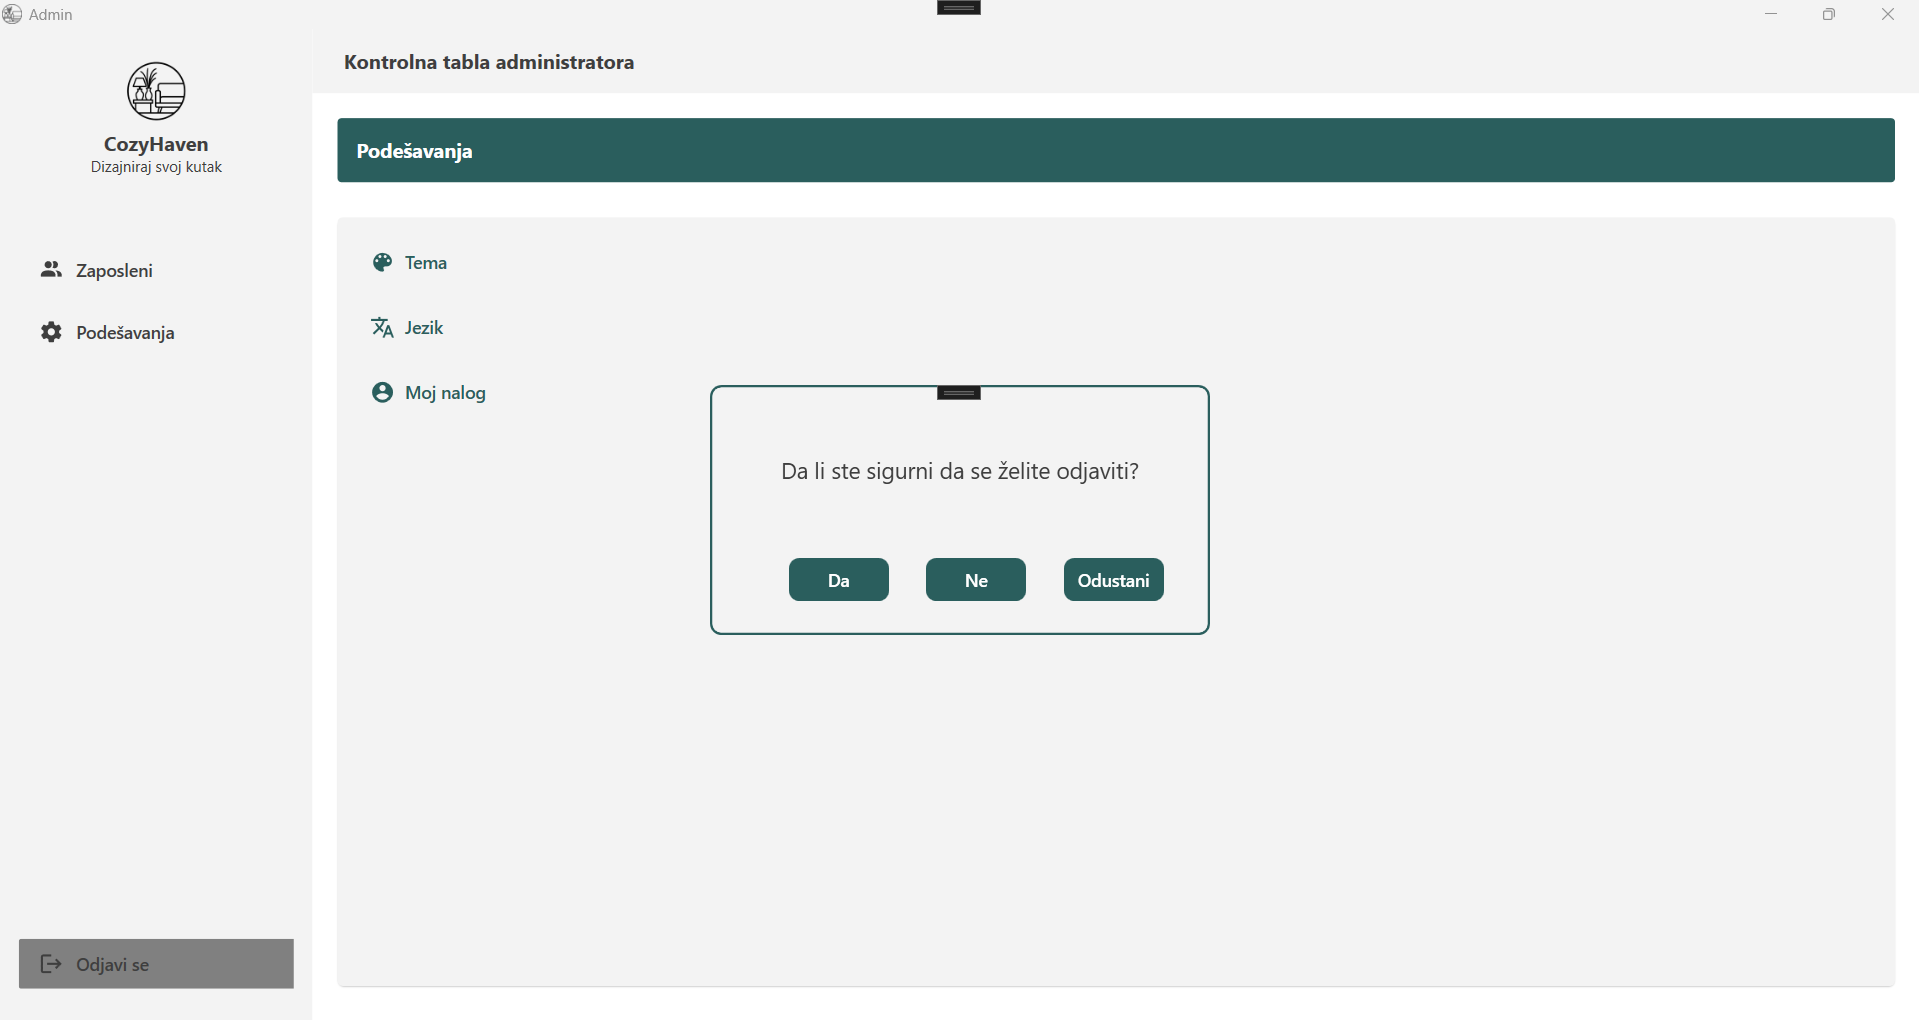 Admin
CozyHaven
Dizajniraj svoj kutak
Zaposleni
Podešavanja
Odjavi se
Kontrolna tabla administratora
Podešavanja
Tema
Jezik
Moj nalog
Da li ste sigurni da se želite odjaviti?
Da
Ne
Odustani